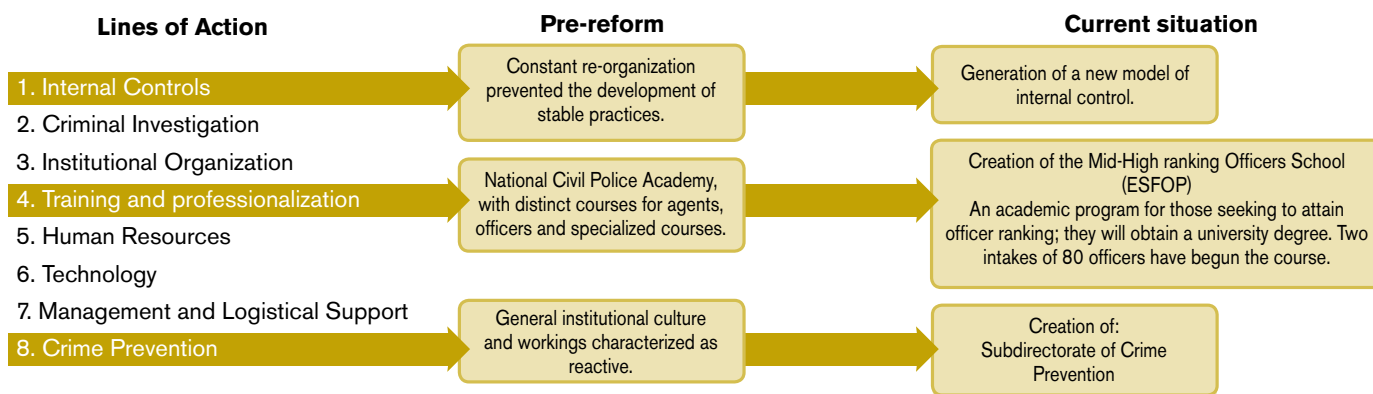 Lines of Action
Pre-reform
Current situation
1. Internal Controls
2. Criminal Investigation
3. Institutional Organization
4. Training and professionalization
5. Human Resources
6. Technology
7. Management and Logistical Support
8. Crime Prevention
Constant re-organization
prevented the development of
stable practices.
National Civil Police Academy,
with distinct courses for agents,
officers and specialized courses.
General institutional culture
and workings characterized as
reactive.
Generation of a new model of
internal control.
Creation of the Mid-High ranking Officers School
(ESFOP)
An academic program for those seeking to attain
officer ranking; they will obtain a university degree. Two
intakes of 80 officers have begun the course.
Creation of:
Subdirectorate of Crime
Prevention